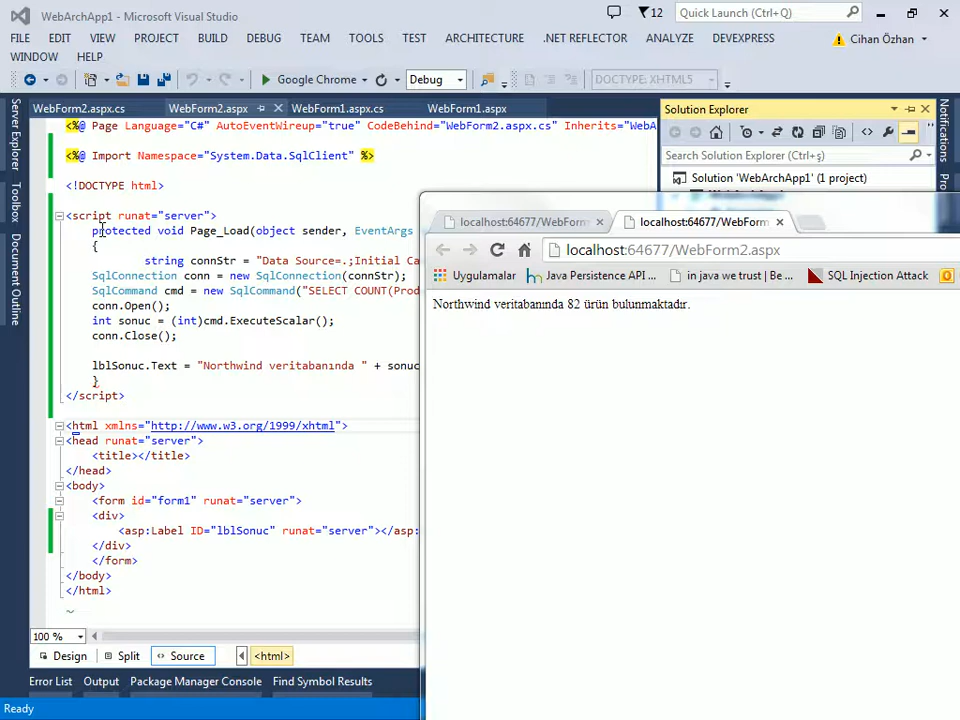 WebArchApp1 - Microsoft Visual Studio
12
Quick Launch (Ctrl+Q)
FILE EDIT VIEW PROJECT BUILD DEBUG TEAM TOOLS TEST ARCHITECTURE .NET REFLECTOR ANALYZE DEVEXPRESS
Cihan Özhan
WINDOW HELP
Google Chrome Debug DOCTYPE: XHTML5
WebForm2.aspx.cs WebForm2.aspx WebForm1.aspx.cs WebForm1.aspx
Server Explorer
Toolbox
Document Outline
<%@ Page Language="C#" AutoEventWireup="true" CodeBehind="WebForm2.aspx.cs" Inherits="WebA
<%@ Import Namespace="System.Data.SqlClient" %>
<!DOCTYPE html>
<script runat="server">
protected void Page_Load(object sender, EventArgs
{
string connStr = "Data Source=.;Initial Ca
SqlConnection conn = new SqlConnection(connStr);
SqlCommand cmd = new SqlCommand("SELECT COUNT(Prod
conn.Open();
int sonuc = (int)cmd.ExecuteScalar();
conn.Close();
lblSonuc.Text = "Northwind veritabanında " + sonuc
}
</script>
<html xmlns="http://www.w3.org/1999/xhtml">
<head runat="server">
<title></title>
</head>
<body>
<form id="form1" runat="server">
<div>
<asp:Label ID="lblSonuc" runat="server"></asp:
</div>
</form>
</body>
</html>
100 %
Design Split Source <html>
Error List Output Package Manager Console Find Symbol Results
Ready
Solution Explorer
Search Solution Explorer (Ctrl+ş)
Solution 'WebArchApp1' (1 project)
Notifications
localhost:64677/WebForm localhost:64677/WebForm
localhost:64677/WebForm2.aspx
Uygulamalar Java Persistence API ... in java we trust | Be ... SQL Injection Attack
Northwind veritabanında 82 ürün bulunmaktadır.